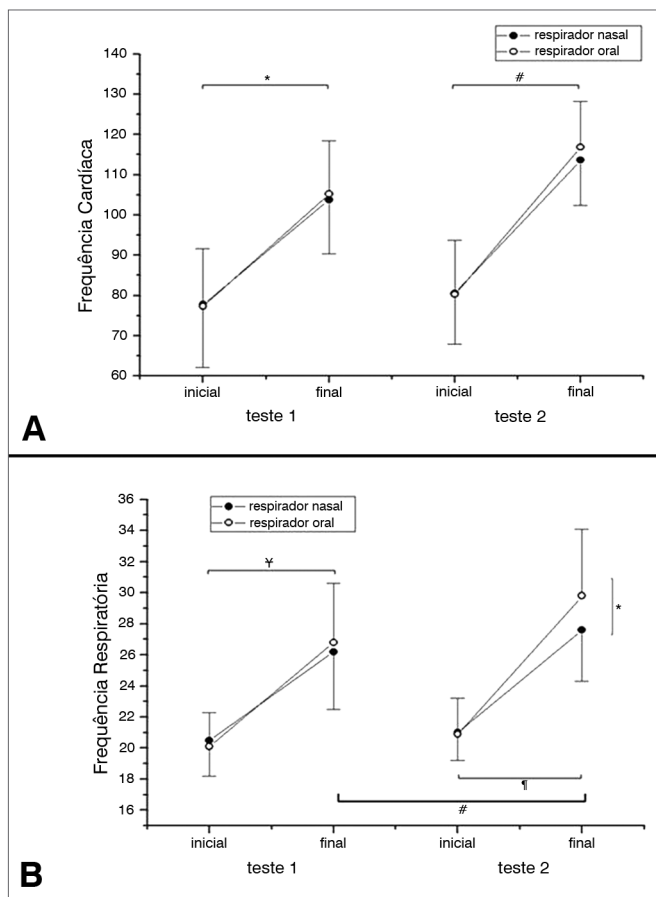 respirador nasal
respirador oral
140
130
120
110
100
90
80
70
60
Frequência Cardíaca
*
#
inicial
final
inicial
final
teste 1
teste 2
A
36
34
32
30
28
26
24
22
20
18
16
Frequência Respiratória
respirador nasal
respirador oral
¥
*
¶
#
inicial
final
inicial
final
teste 1
teste 2
B